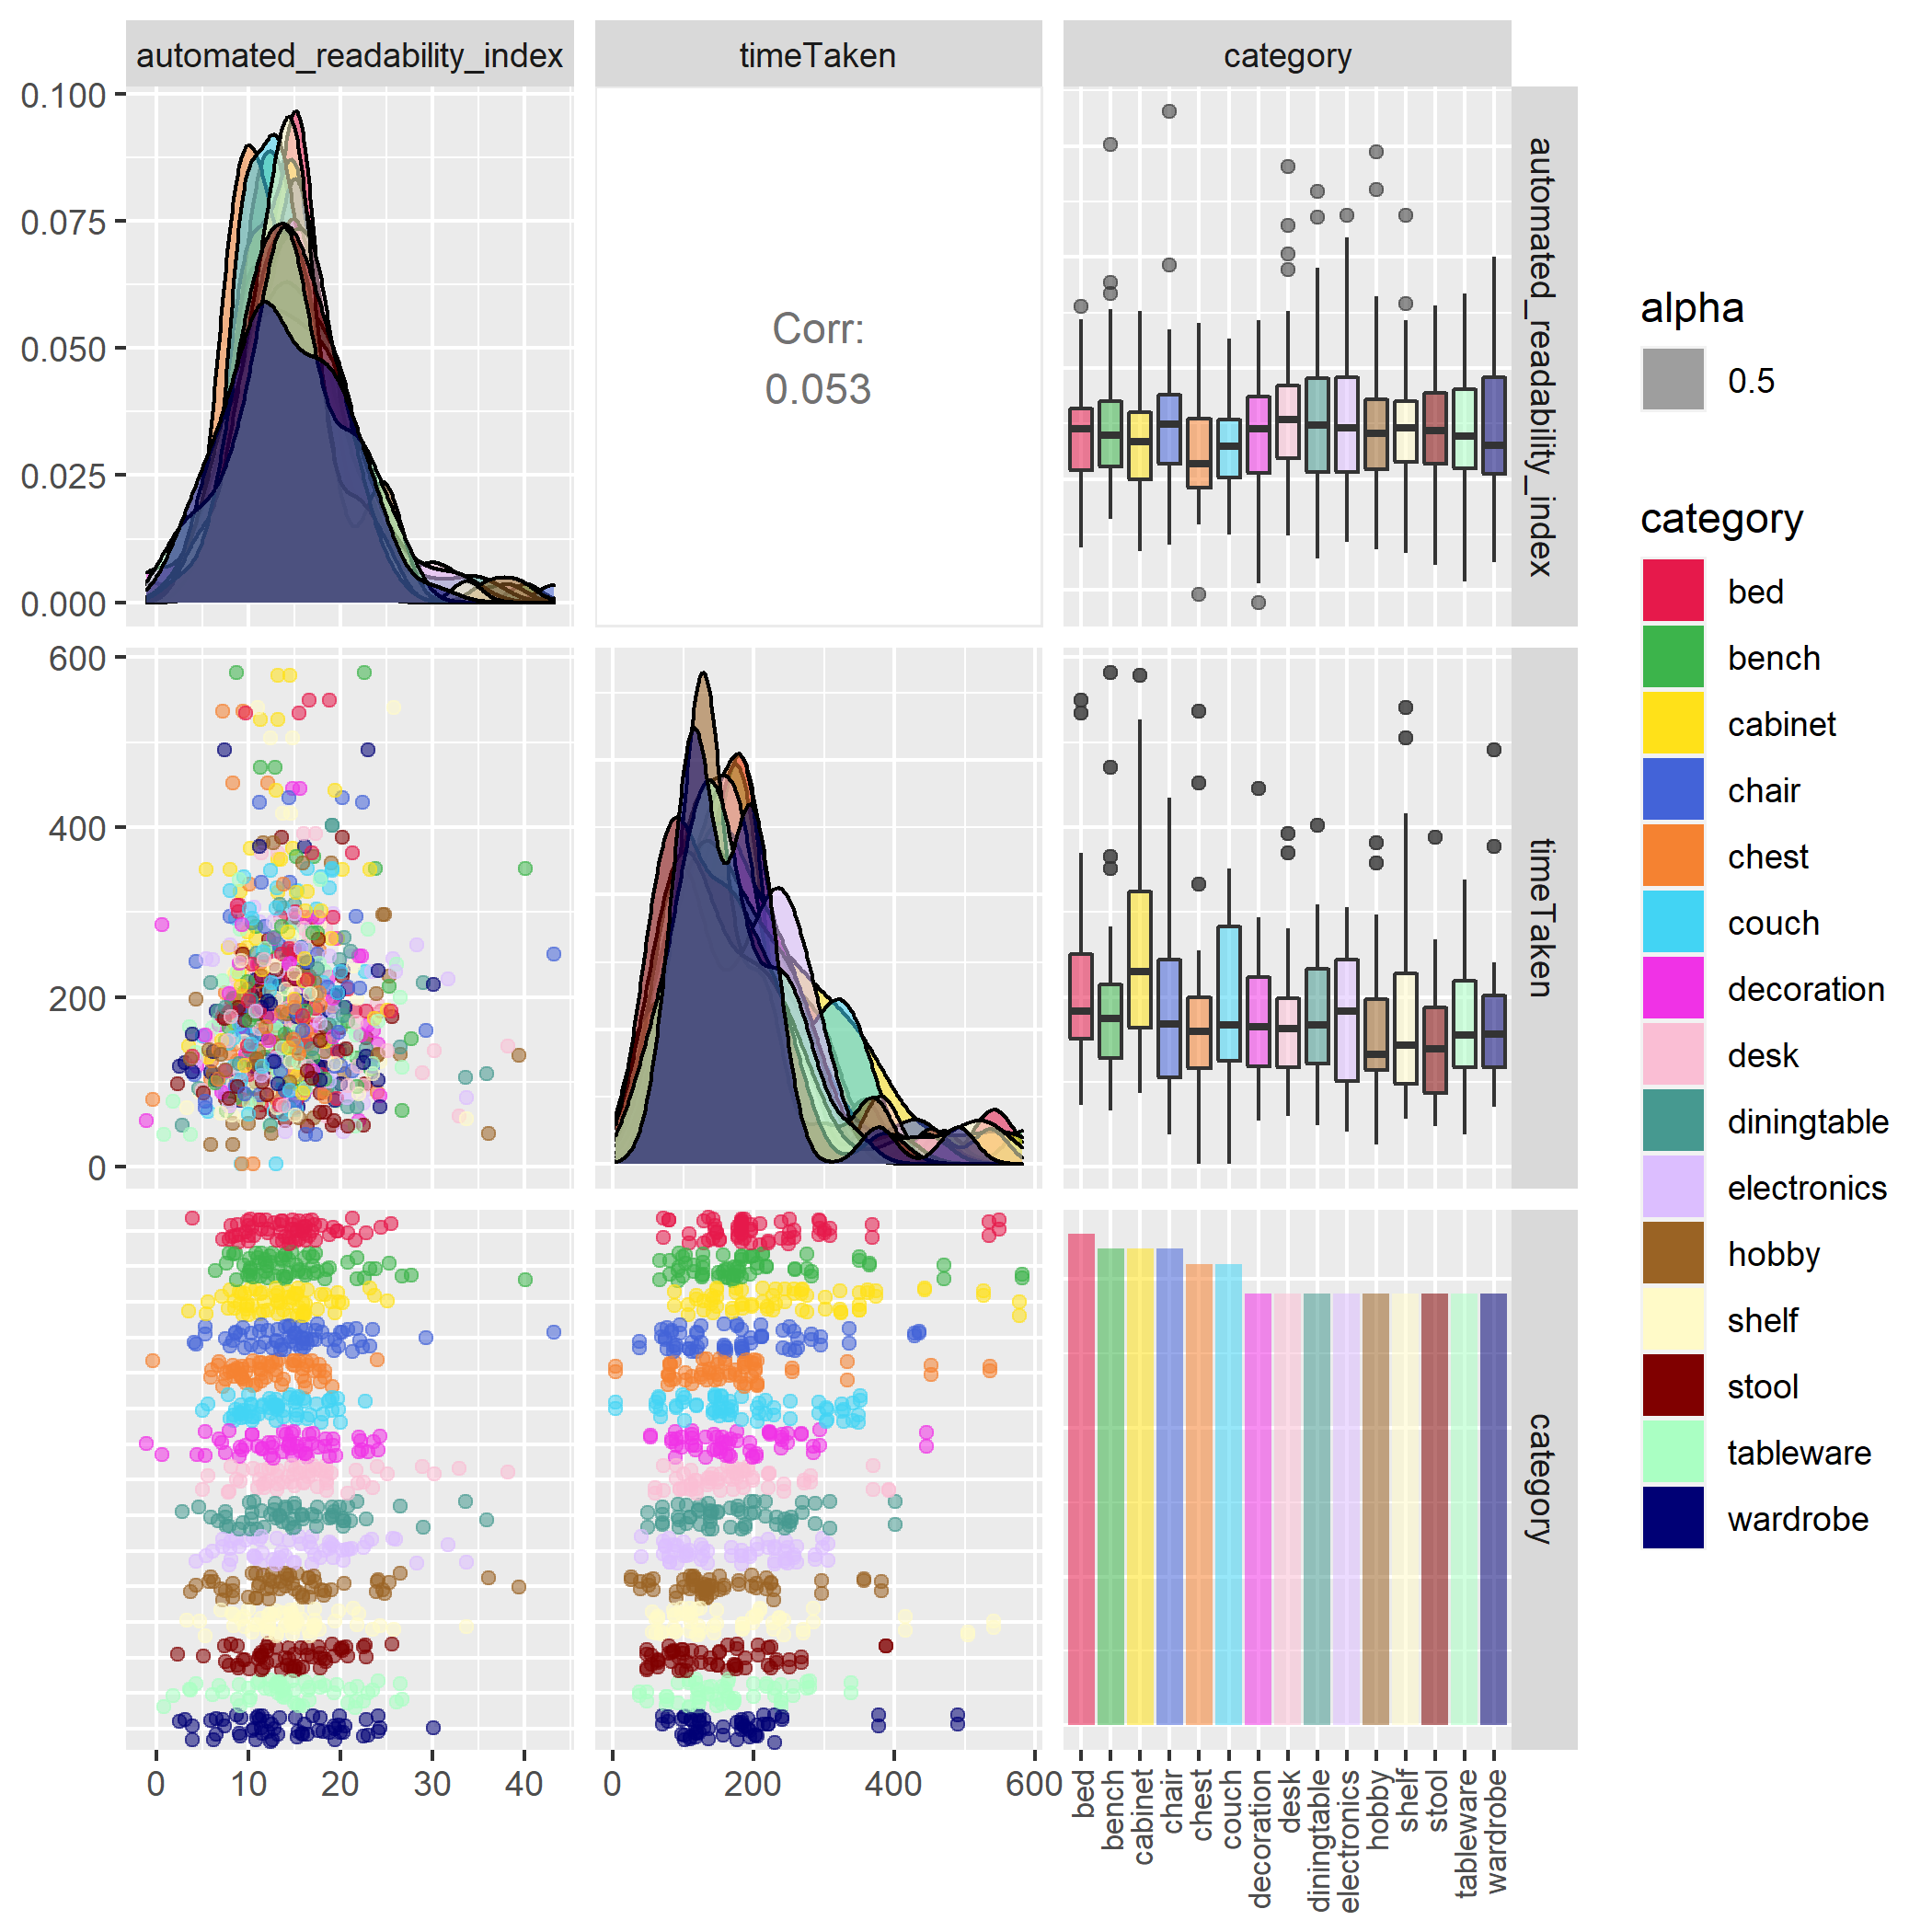 automated_readability_index
timeTaken
category
0.100
0.075
0.050
0.025
0.000
Corr:
0.053
automated_readability_index
600
400
200
0
timeTaken
category
0
10
20
30
40
0
200
400
600
bed
bench
cabinet
chair
chest
couch
decoration
desk
diningtable
electronics
hobby
shelf
stool
tableware
wardrobe
alpha
0.5
category
bed
bench
cabinet
chair
chest
couch
decoration
desk
diningtable
electronics
hobby
shelf
stool
tableware
wardrobe